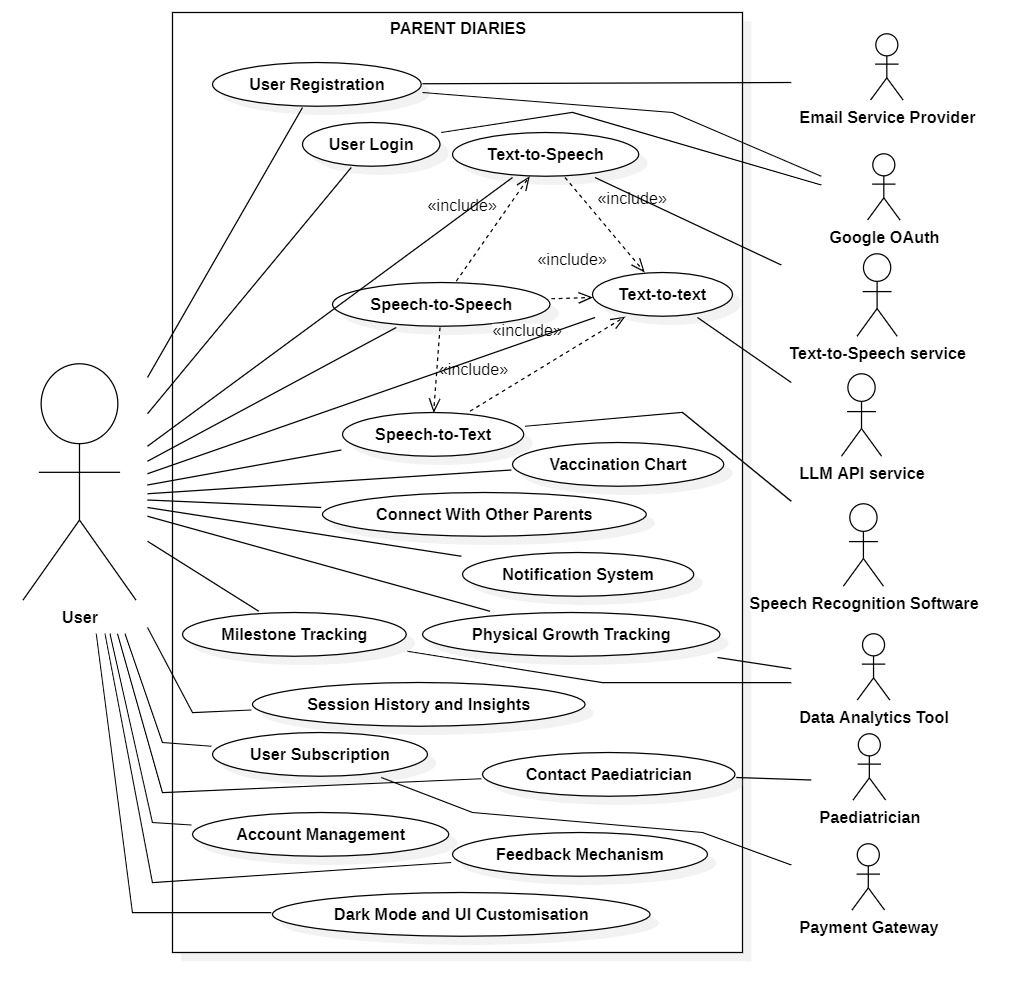 PARENT DIARIES
User Registration
Email Service Provider
User Login
Text-to-Speech
«include»
«include»
Google OAuth
«include»
Speech-to-Speech
Text-to-text
«include»
Text-to-Speech service
«include»
Speech-to-Text
Vaccination Chart
LLM API service
Connect With Other Parents
Notification System
Speech Recognition Software
User
Milestone Tracking
Physical Growth Tracking
Session History and Insights
Data Analytics Tool
User Subscription
Contact Paediatrician
Paediatrician
Account Management
Feedback Mechanism
Dark Mode and UI Customisation
Payment Gateway